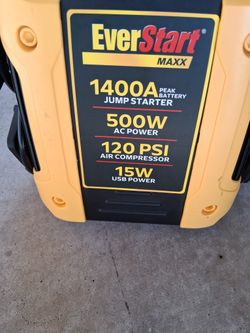 EverStart
MAXX
1400A PEAK BATTERY
JUMP STARTER
500W
AC POWER
120 PSI
AIR COMPRESSOR
15W
USB POWER